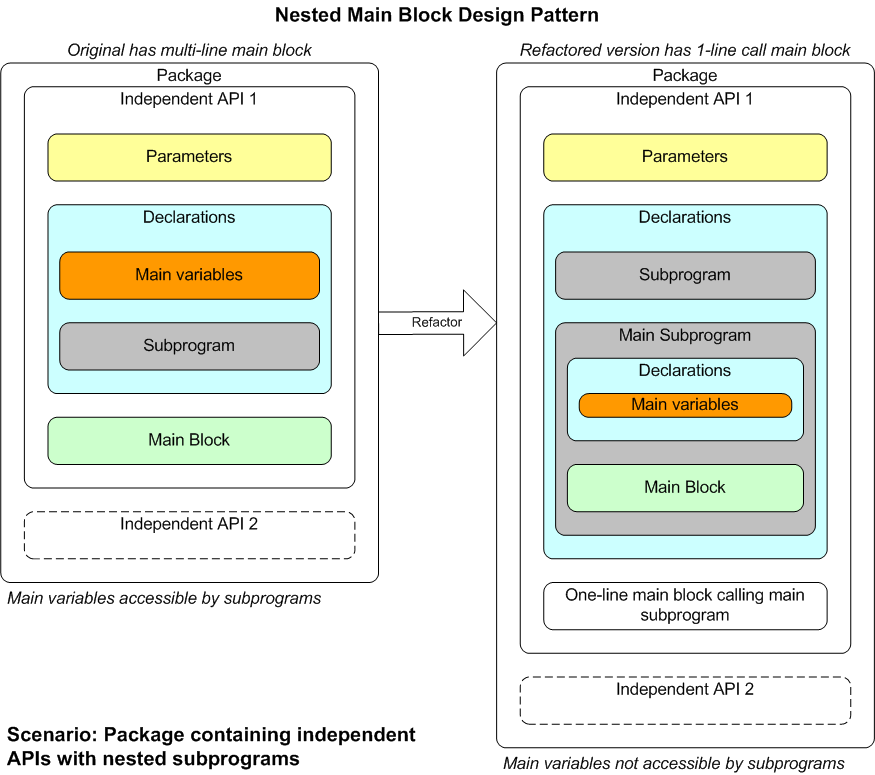 Nested Main Block Design Pattern
Original has multi-line main block
Package
Independent API 1
Parameters
Declarations
Main variables
Subprogram
Main Block
Independent API 2
Main variables accessible by subprograms
Refactor
Refactored version has 1-line call main block
Package
Independent API 1
Parameters
Declarations
Subprogram
Main Subprogram
Declarations
Main variables
Main Block
One-line main block calling main
subprogram
Independent API 2
Main variables not accessible by subprograms
Scenario: Package containing independent
APIs with nested subprograms